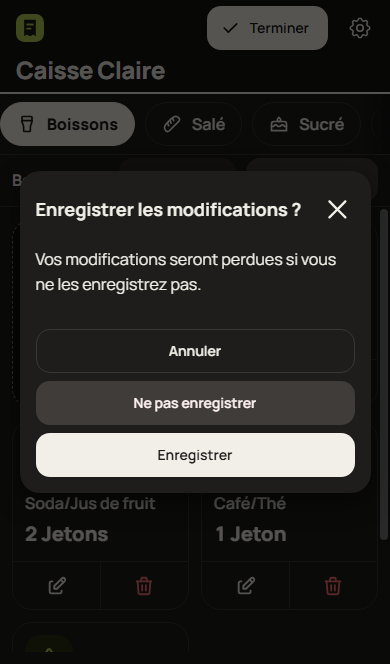 Terminer
Caisse Claire
Boissons
Salé
Sucré
Enregistrer les modifications ?
Vos modifications seront perdues si vous
ne les enregistrez pas.
Annuler
Ne pas enregistrer
Enregistrer
Soda/Jus de fruit
Café/Thé
2 Jetons
1 Jeton